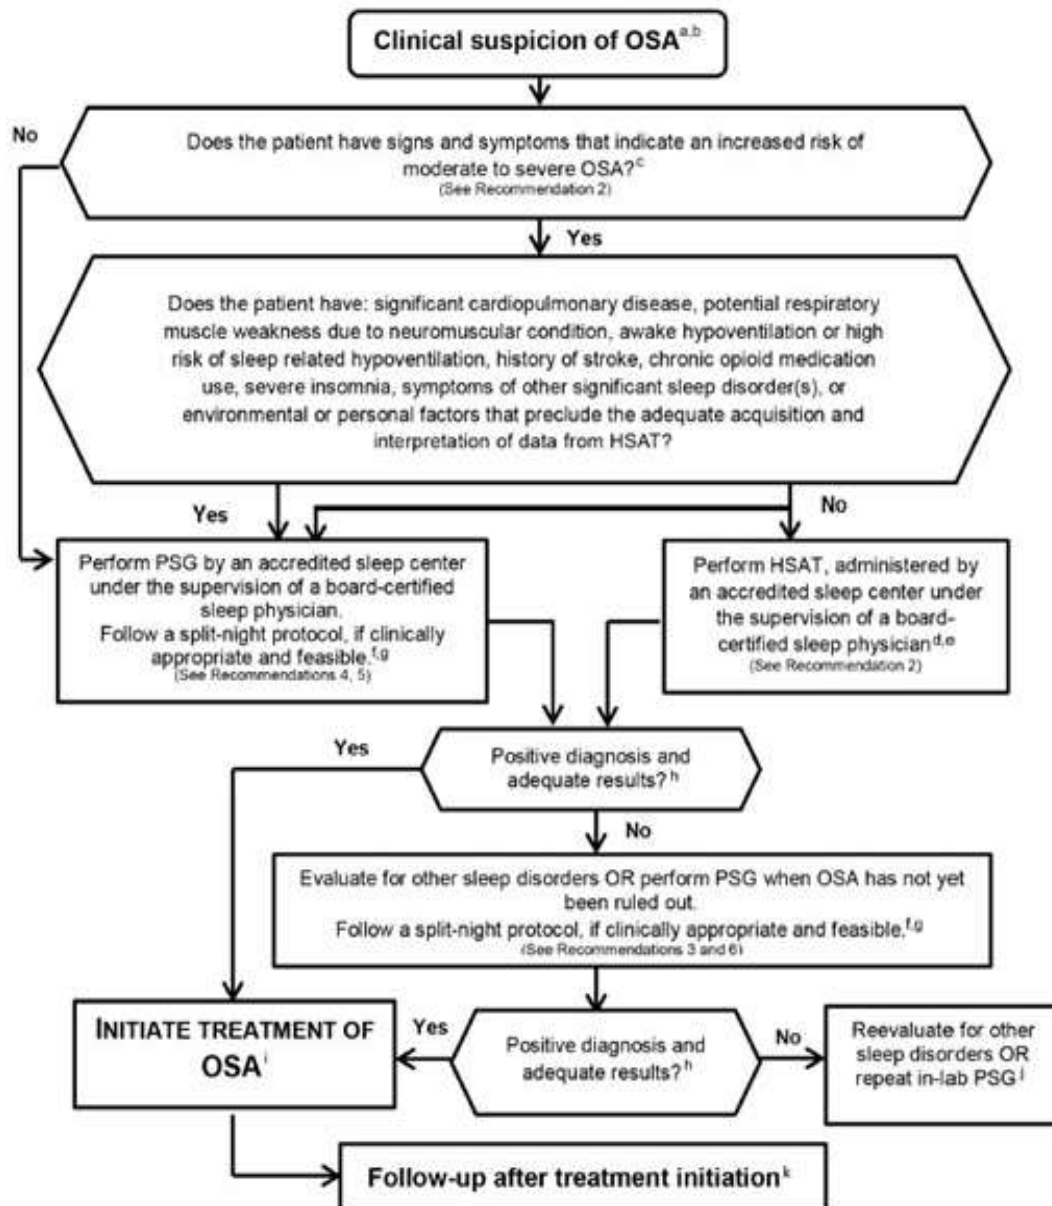 Clinical suspicion of OSA^a,b
No
Does the patient have signs and symptoms that indicate an increased risk of
moderate to severe OSA?^c
(See Recommendation 2)
Yes
Does the patient have: significant cardiopulmonary disease, potential respiratory
muscle weakness due to neuromuscular condition, awake hypoventilation or high
risk of sleep related hypoventilation, history of stroke, chronic opioid medication
use, severe insomnia, symptoms of other significant sleep disorder(s), or
environmental or personal factors that preclude the adequate acquisition and
interpretation of data from HSAT?
Yes
No
Perform PSG by an accredited sleep center
under the supervision of a board-certified
sleep physician.
Follow a split-night protocol, if clinically
appropriate and feasible.^f,g
(See Recommendations 4, 5)
Perform HSAT, administered by
an accredited sleep center under
the supervision of a board-
certified sleep physician^d,e
(See Recommendation 2)
Yes
Positive diagnosis and
adequate results?^h
No
Evaluate for other sleep disorders OR perform PSG when OSA has not yet
been ruled out.
Follow a split-night protocol, if clinically appropriate and feasible.^f,g
(See Recommendations 3 and 6)
INITIATE TREATMENT OF
OSA^i
Yes
Positive diagnosis and
adequate results?^h
No
Reevaluate for other
sleep disorders OR
repeat in-lab PSG^j
Follow-up after treatment initiation^k